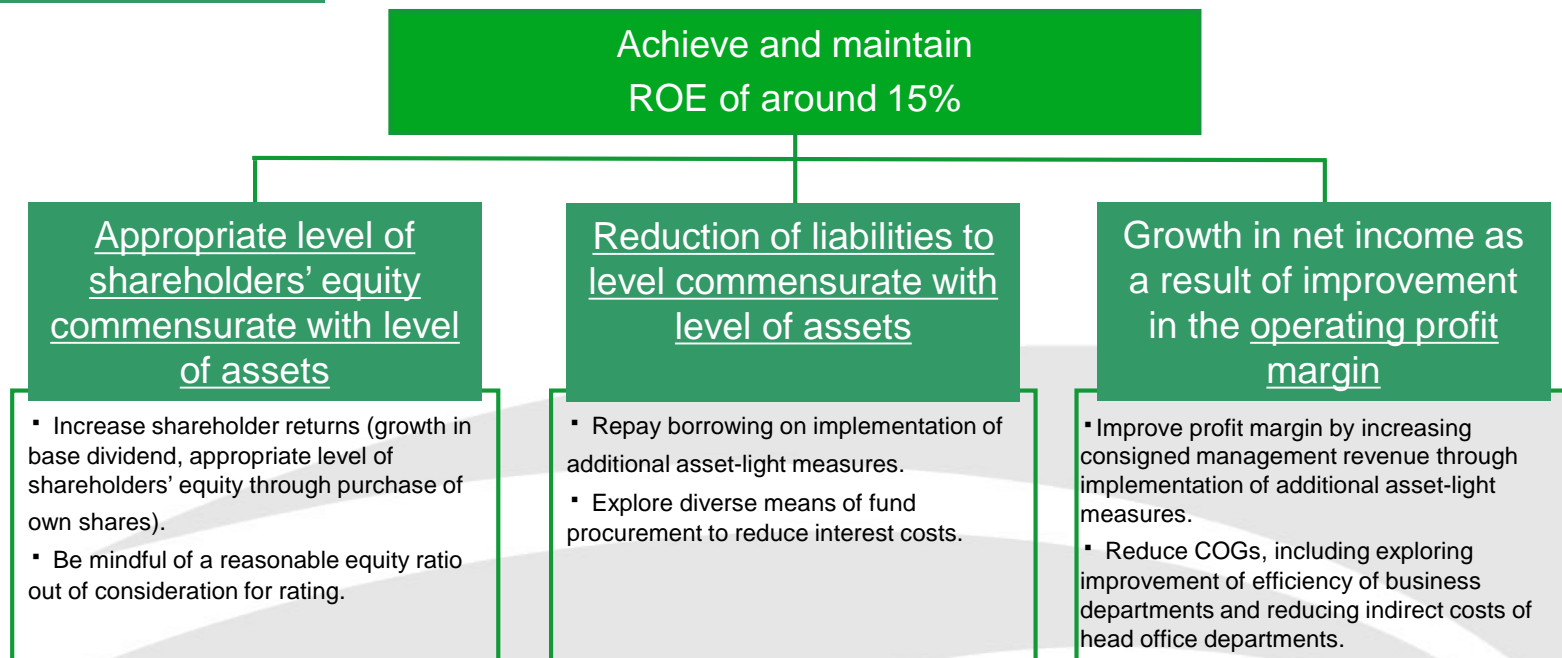 Achieve and maintain
ROE of around 15%
Appropriate level of
shareholders’ equity
commensurate with level
of assets
▪ Increase shareholder returns (growth in
base dividend, appropriate level of
shareholders’ equity through purchase of
own shares).
▪ Be mindful of a reasonable equity ratio
out of consideration for rating.
Reduction of liabilities to
level commensurate with
level of assets
▪ Repay borrowing on implementation of
additional asset-light measures.
▪ Explore diverse means of fund
procurement to reduce interest costs.
Growth in net income as
a result of improvement
in the operating profit
margin
▪Improve profit margin by increasing
consigned management revenue through
implementation of additional asset-light
measures.
▪ Reduce COGs, including exploring
improvement of efficiency of business
departments and reducing indirect costs of
head office departments.